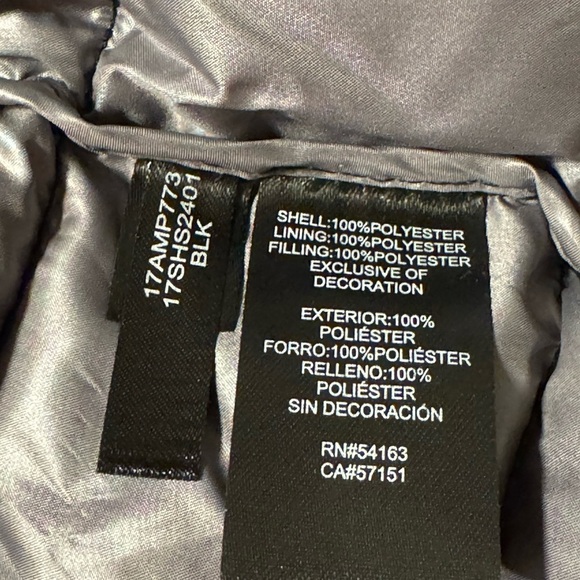 17AMP773
17SHS2401
BLK
SHELL:100%POLYESTER
LINING:100%POLYESTER
FILLING:100%POLYESTER
EXCLUSIVE OF
DECORATION
EXTERIOR:100%
POLIÉSTER
FORRO:100%POLIÉSTER
RELLENO:100%
POLIÉSTER
SIN DECORACIÓN
RN#54163
CA#57151